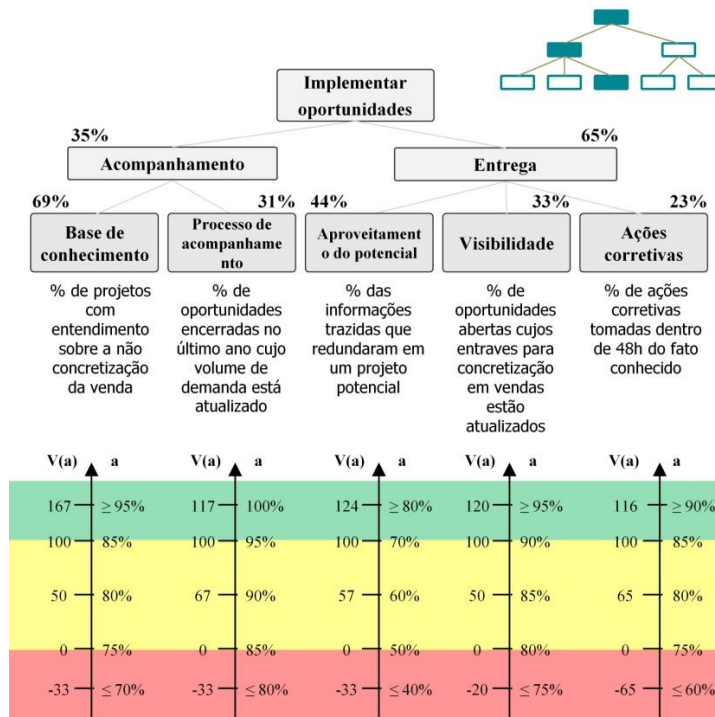 Implementar
oportunidades
35%
65%
Acompanhamento
Entrega
69%
31%
44%
33%
23%
Base de
conhecimento
Processo de
acompanhame
nto
Aproveitament
o do potencial
Visibilidade
Ações
corretivas
% de projetos
com
entendimento
sobre a não
concretização
da venda
% de
oportunidades
encerradas no
último ano cujo
volume de
demanda está
atualizado
% das
informações
trazidas que
redundaram em
um projeto
potencial
% de
oportunidades
abertas cujos
entraves para
concretização
em vendas
estão
atualizados
% de ações
corretivas
tomadas dentro
de 48h do fato
conhecido
V(a) a V(a) a V(a) a V(a) a V(a) a
167 ≥ 95% 117 100% 124 ≥ 80% 120 ≥ 95% 116 ≥ 90%
100 85% 100 95% 100 70% 100 90% 100 85%
50 80% 67 90% 57 60% 50 85% 65 80%
0 75% 0 85% 0 50% 0 80% 0 75%
-33 ≤ 70% -33 ≤ 80% -33 ≤ 40% -20 ≤ 75% -65 ≤ 60%